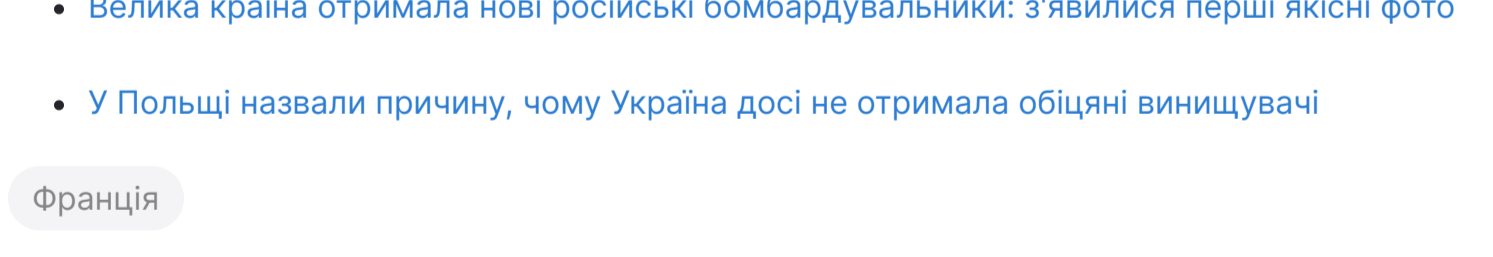 Велика країна отримала нові російські бомбардувальники: з'явилися перші якісні фото
У Польщі назвали причину, чому Україна досі не отримала обіцяні винищувачі
Франція